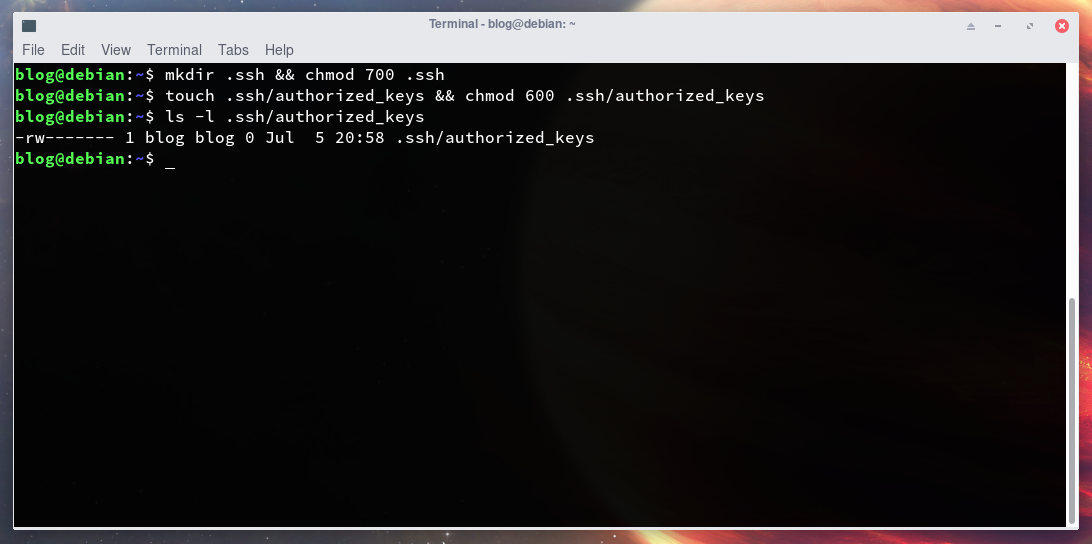 Terminal - blog@debian: ~
File Edit View Terminal Tabs Help
blog@debian:~$ mkdir .ssh && chmod 700 .ssh
blog@debian:~$ touch .ssh/authorized_keys && chmod 600 .ssh/authorized_keys
blog@debian:~$ ls -l .ssh/authorized_keys
-rw------- 1 blog blog 0 Jul  5 20:58 .ssh/authorized_keys
blog@debian:~$ _